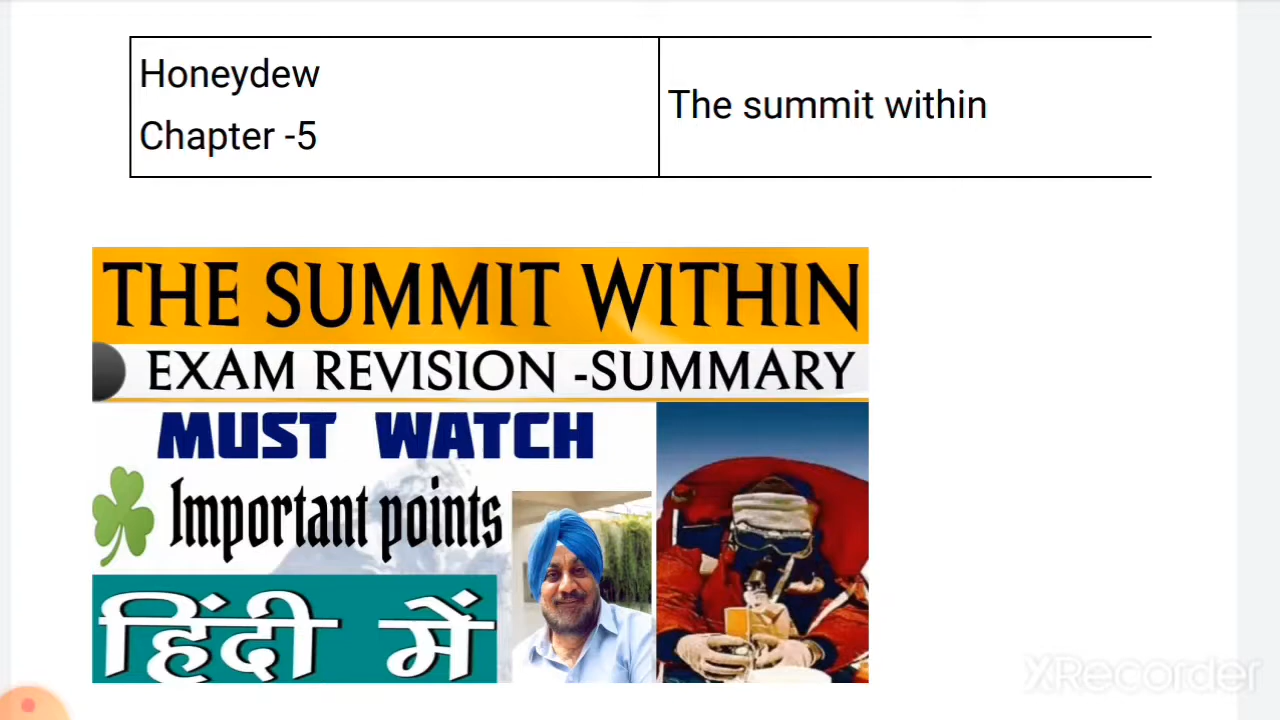 Honeydew
Chapter -5
The summit within
THE SUMMIT WITHIN
EXAM REVISION -SUMMARY
MUST WATCH
Important points
हिंदी में
XRecorder